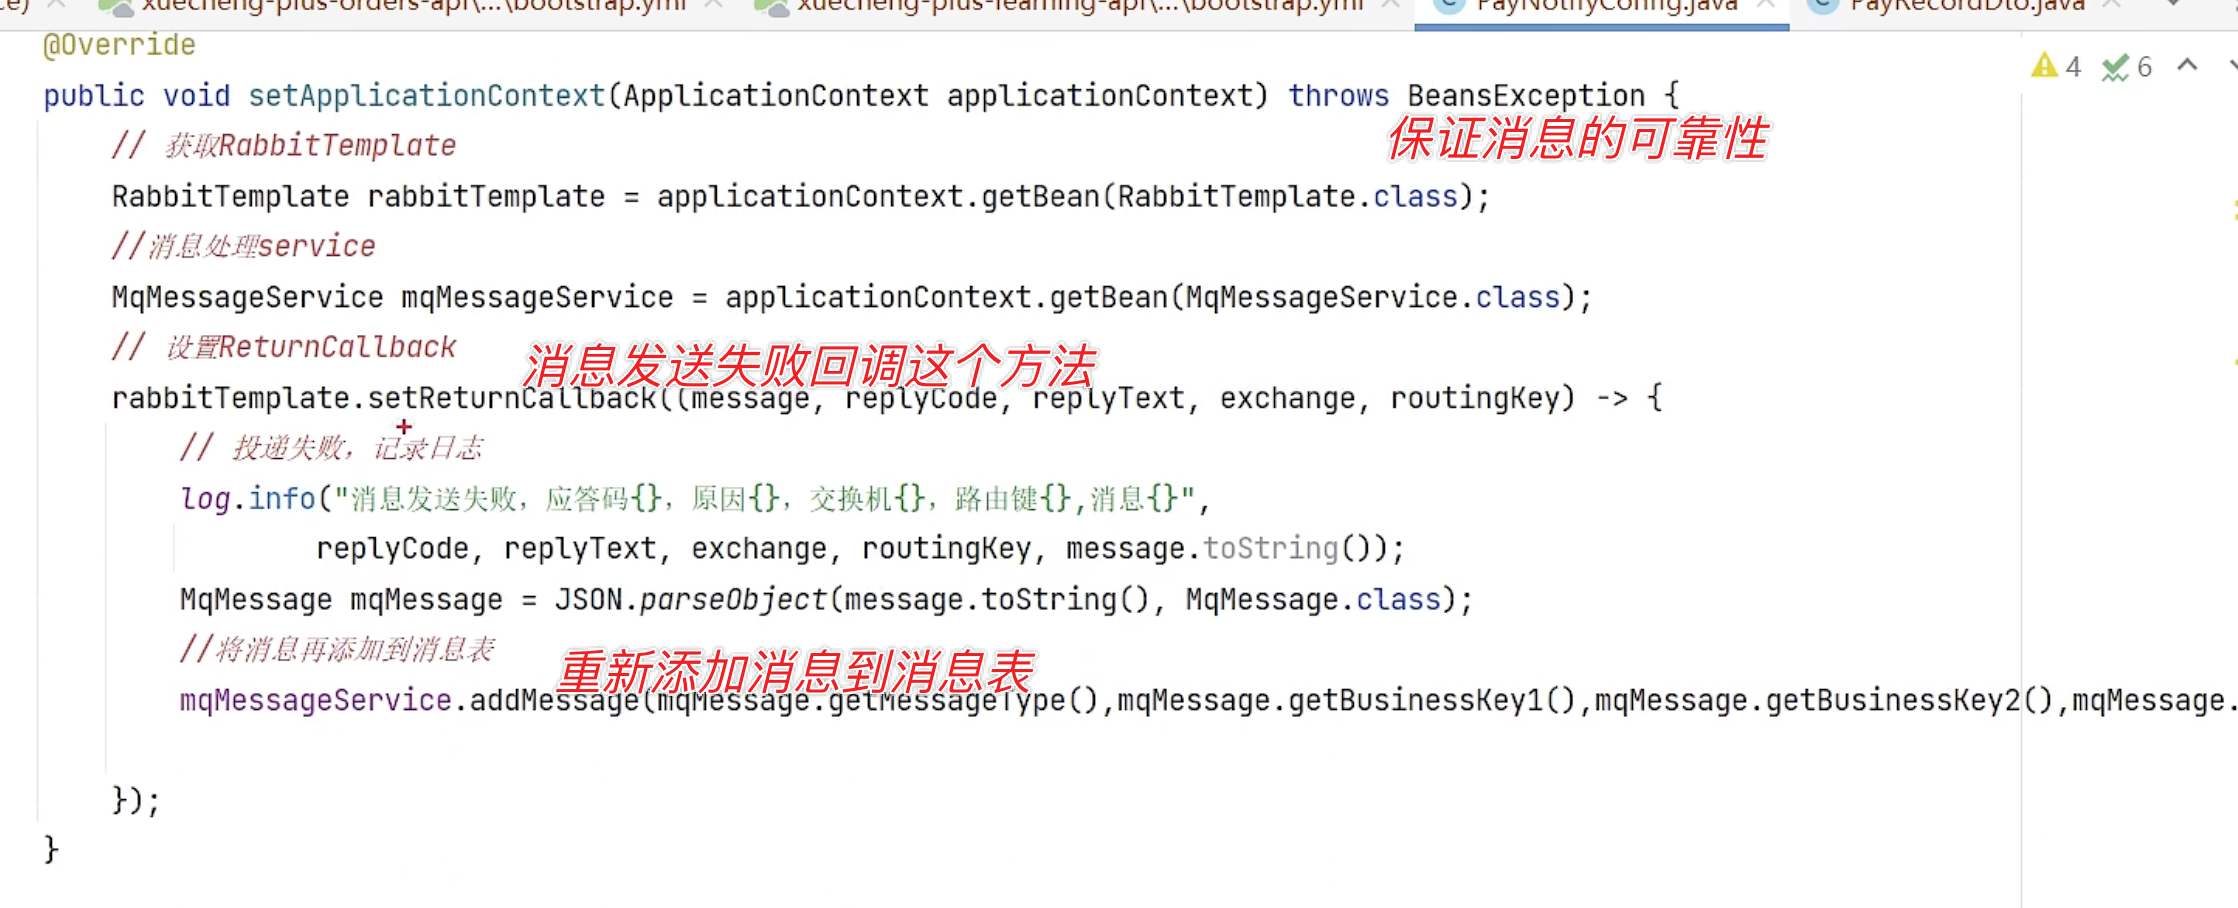 xuecheng-plus-orders-api\...\bootstrap.yml xuecheng-plus-learning-api\...\bootstrap.yml PayNotifyConfig.java PayRecordDto.java
@Override
4 6
public void setApplicationContext(ApplicationContext applicationContext) throws BeansException {
保证消息的可靠性
// 获取RabbitTemplate
RabbitTemplate rabbitTemplate = applicationContext.getBean(RabbitTemplate.class);
//消息处理service
MqMessageService mqMessageService = applicationContext.getBean(MqMessageService.class);
// 设置ReturnCallback
消息发送失败回调这个方法
rabbitTemplate.setReturnCallback((message, replyCode, replyText, exchange, routingKey) -> {
// 投递失败，记录日志
log.info("消息发送失败，应答码{}，原因{}，交换机{}，路由键{},消息{}",
replyCode, replyText, exchange, routingKey, message.toString());
MqMessage mqMessage = JSON.parseObject(message.toString(), MqMessage.class);
//将消息再添加到消息表
重新添加消息到消息表
mqMessageService.addMessage(mqMessage.getMessageType(),mqMessage.getBusinessKey1(),mqMessage.getBusinessKey2(),mqMessage.
});
}